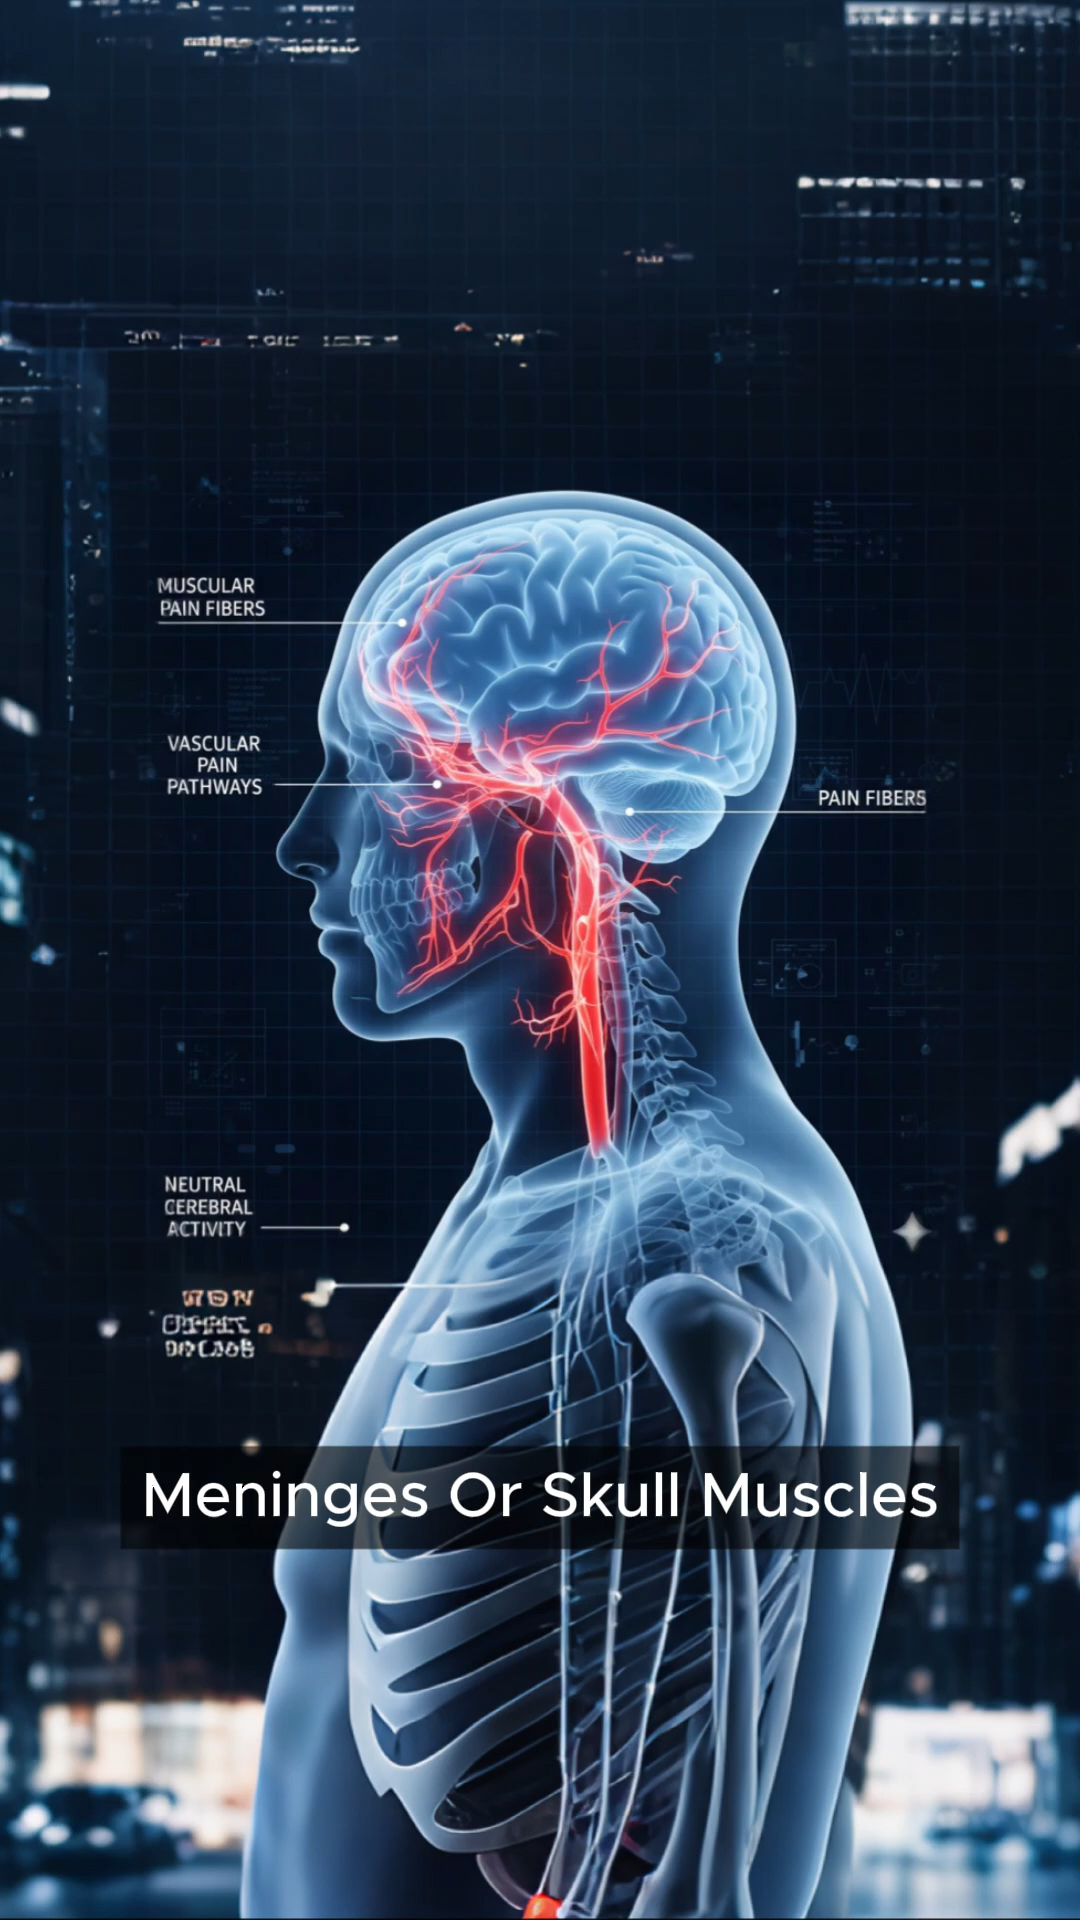 MUSCULAR
PAIN FIBERS
VASCULAR
PAIN
PATHWAYS
PAIN FIBERS
NEUTRAL
CEREBRAL
ACTIVITY
Meninges Or Skull Muscles